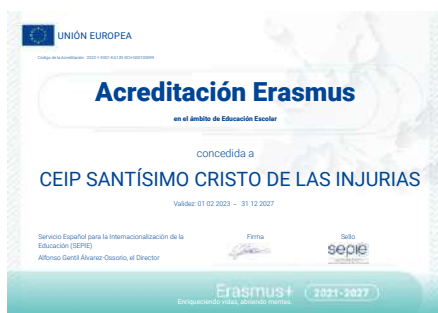 UNIÓN EUROPEA
Acreditación Erasmus
en el ámbito de Educación Escolar
concedida a
CEIP SANTÍSIMO CRISTO DE LAS INJURIAS
Validez: 01 02 2023 – 31 12 2027
Servicio Español para la Internacionalización de la
Educación (SEPIE)
Alfonso Gentil Álvarez-Ossorio, el Director
Firma
Sello
sepie
Erasmus+
2021-2027
Enriqueciendo vidas, abriendo mentes.